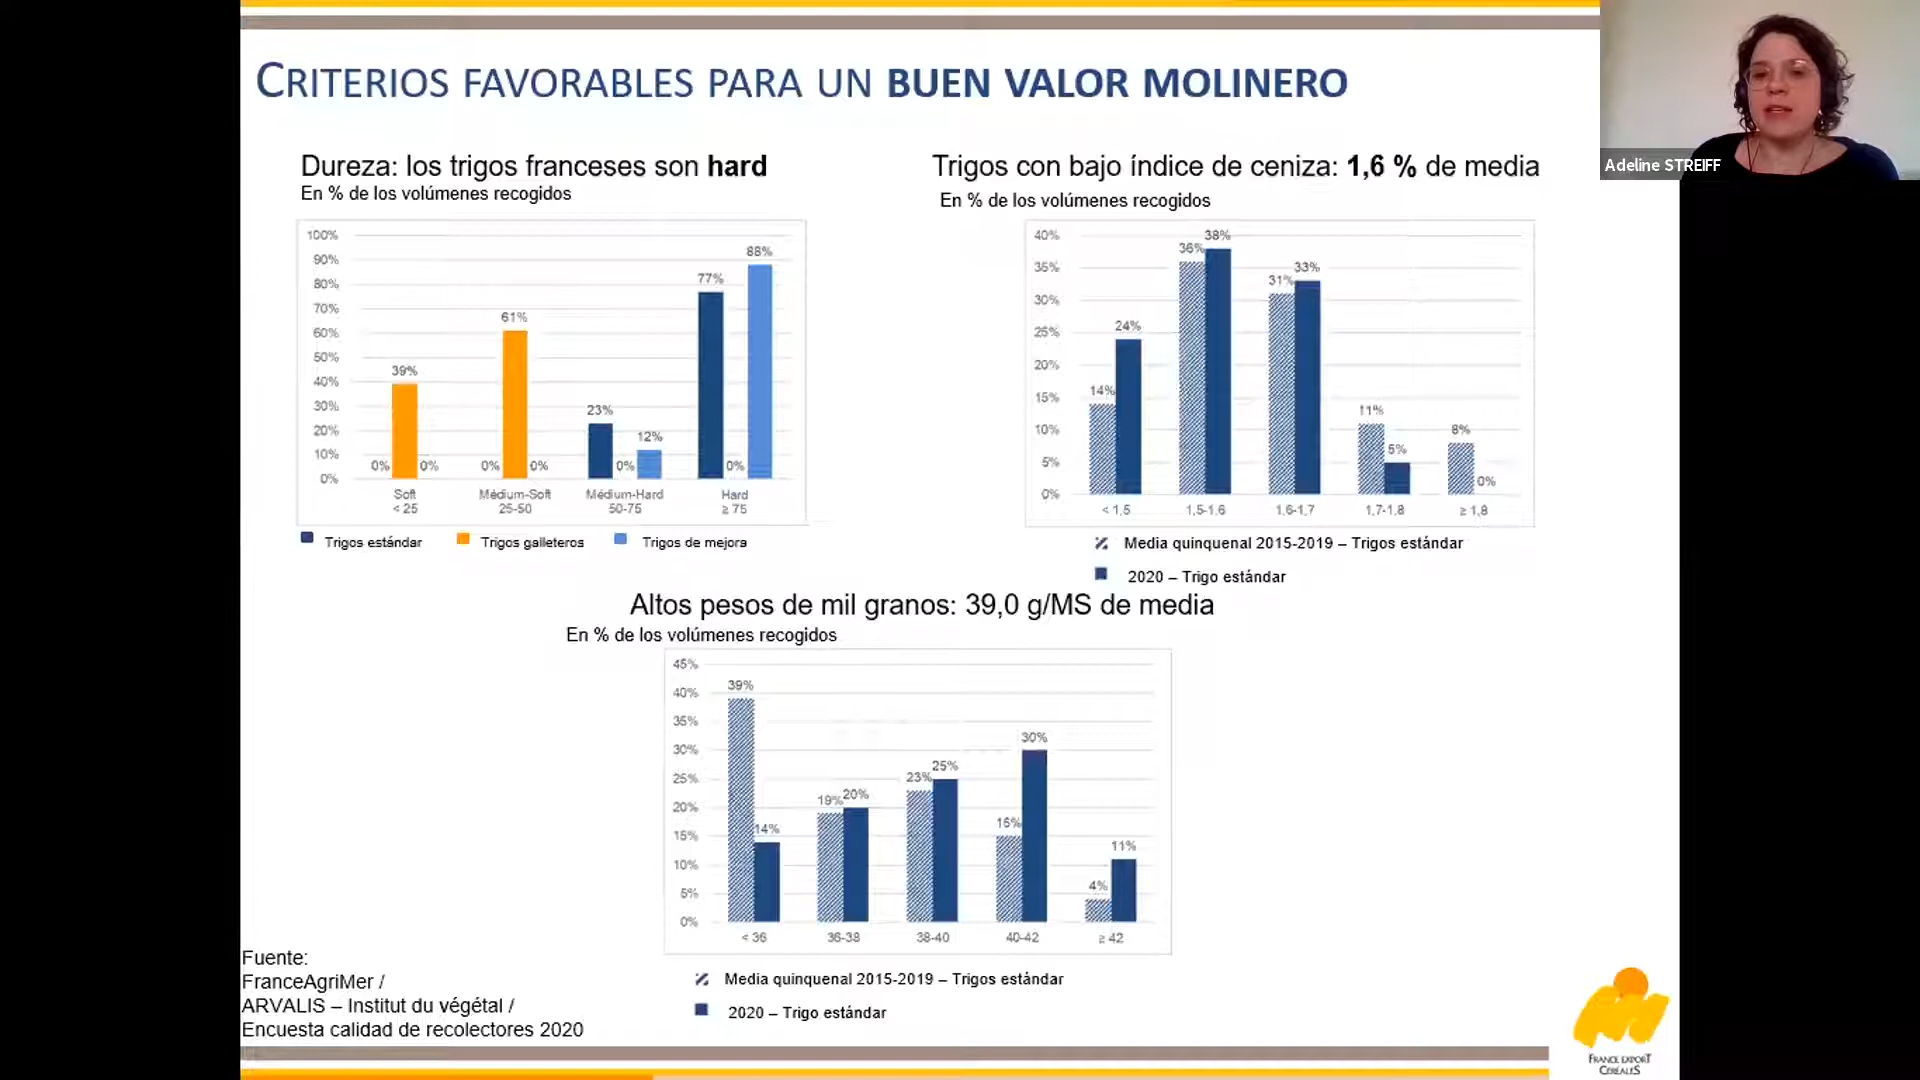 CRITERIOS FAVORABLES PARA UN BUEN VALOR MOLINERO
Adeline STREIFF
Dureza: los trigos franceses son hard
En % de los volúmenes recogidos
100%
90%
80%
70%
60%
50%
40%
30%
20%
10%
0%
0% 39% 0%
0% 61% 0%
23% 0% 12%
77% 0% 88%
Soft Médium-Soft Médium-Hard Hard
< 25 25-50 50-75 ≥ 75
Trigos estándar Trigos galleteros Trigos de mejora
Trigos con bajo índice de ceniza: 1,6 % de media
En % de los volúmenes recogidos
40%
35%
30%
25%
20%
15%
10%
5%
0%
14% 24%
36% 38%
31% 33%
11% 5%
8% 0%
< 1,5 1,5-1,6 1,6-1,7 1,7-1,8 ≥ 1,8
Media quinquenal 2015-2019 – Trigos estándar
2020 – Trigo estándar
Altos pesos de mil granos: 39,0 g/MS de media
En % de los volúmenes recogidos
45%
40%
35%
30%
25%
20%
15%
10%
5%
0%
39% 14%
19% 20%
23% 25%
15% 30%
4% 11%
< 36 36-38 38-40 40-42 ≥ 42
Media quinquenal 2015-2019 – Trigos estándar
2020 – Trigo estándar
Fuente:
FranceAgriMer /
ARVALIS – Institut du végétal /
Encuesta calidad de recolectores 2020
FRANCE EXPORT
CEREALES